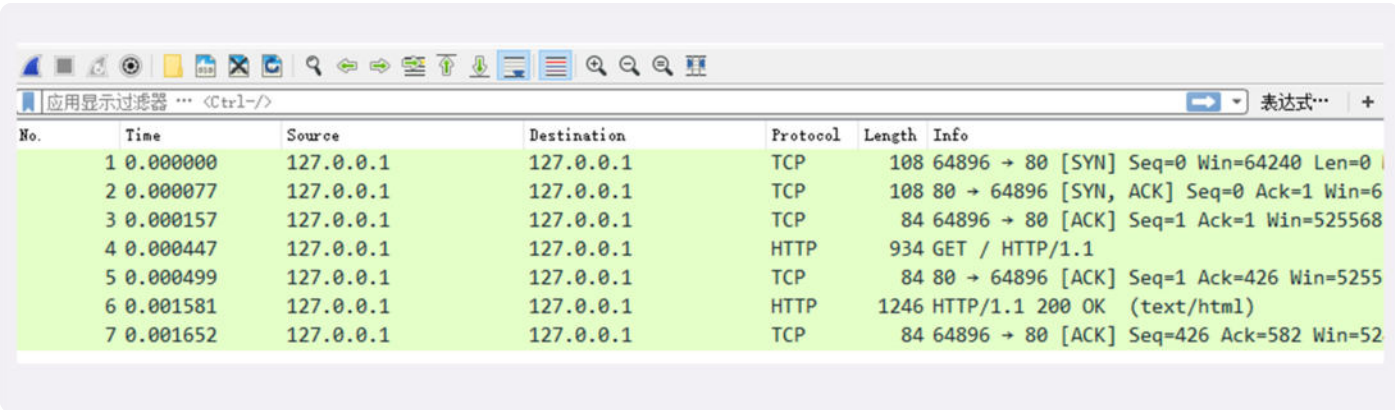 应用显示过滤器 … <Ctrl-/> 表达式… +
No. Time Source Destination Protocol Length Info
1 0.000000 127.0.0.1 127.0.0.1 TCP 108 64896 → 80 [SYN] Seq=0 Win=64240 Len=0
2 0.000077 127.0.0.1 127.0.0.1 TCP 108 80 → 64896 [SYN, ACK] Seq=0 Ack=1 Win=6
3 0.000157 127.0.0.1 127.0.0.1 TCP 84 64896 → 80 [ACK] Seq=1 Ack=1 Win=525568
4 0.000447 127.0.0.1 127.0.0.1 HTTP 934 GET / HTTP/1.1
5 0.000499 127.0.0.1 127.0.0.1 TCP 84 80 → 64896 [ACK] Seq=1 Ack=426 Win=5255
6 0.001581 127.0.0.1 127.0.0.1 HTTP 1246 HTTP/1.1 200 OK (text/html)
7 0.001652 127.0.0.1 127.0.0.1 TCP 84 64896 → 80 [ACK] Seq=426 Ack=582 Win=52